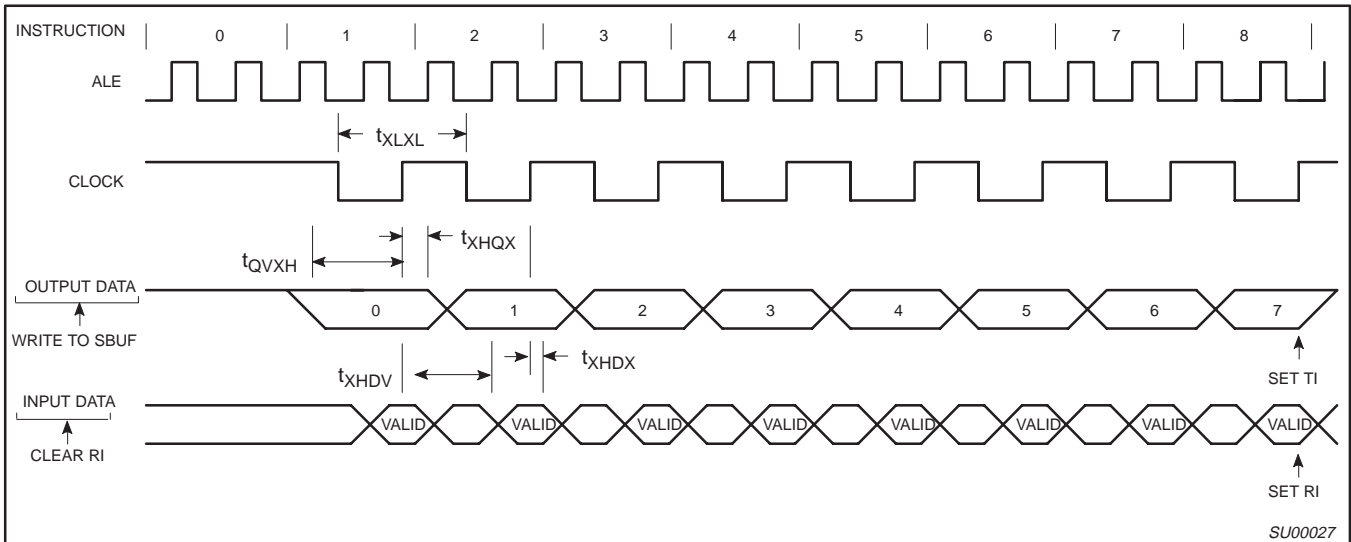 INSTRUCTION 0 1 2 3 4 5 6 7 8
ALE
tXLXL
CLOCK
tXHQX
tQVXH
OUTPUT DATA
0 1 2 3 4 5 6 7
WRITE TO SBUF
tXHDX
tXHDV
SET TI
INPUT DATA
VALID VALID VALID VALID VALID VALID VALID VALID
CLEAR RI
SET RI
SU00027